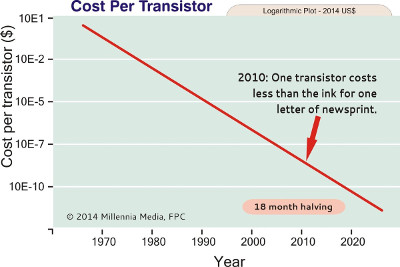 Cost Per Transistor
Logarithmic Plot - 2014 US$
Cost per transistor ($)
10E1
10E-2
10E-5
10E-7
10E-10
2010: One transistor costs
less than the ink for one
letter of newsprint.
18 month halving
© 2014 Millennia Media, FPC
1970 1980 1990 2000 2010 2020
Year